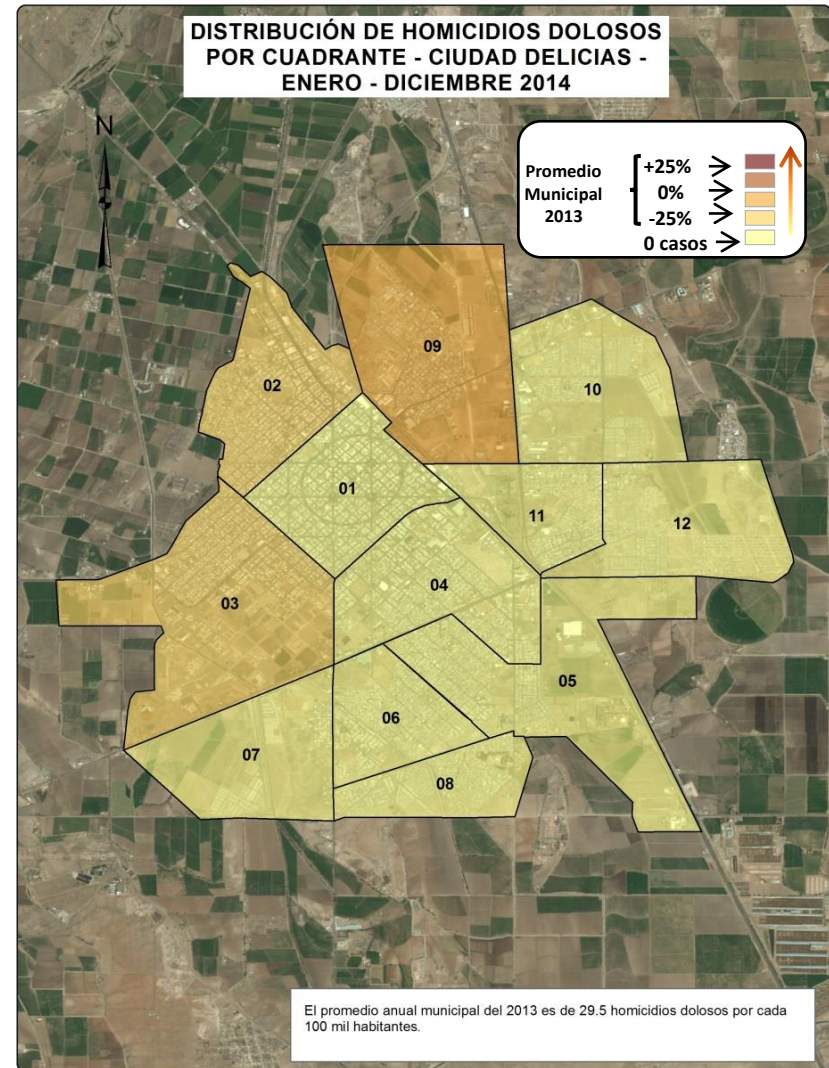 DISTRIBUCIÓN DE HOMICIDIOS DOLOSOS
POR CUADRANTE - CIUDAD DELICIAS -
ENERO - DICIEMBRE 2014
N
Promedio
Municipal
2013
+25%
0%
-25%
0 casos
09
02
10
01
11
12
04
03
05
06
07
08
El promedio anual municipal del 2013 es de 29.5 homicidios dolosos por cada
100 mil habitantes.